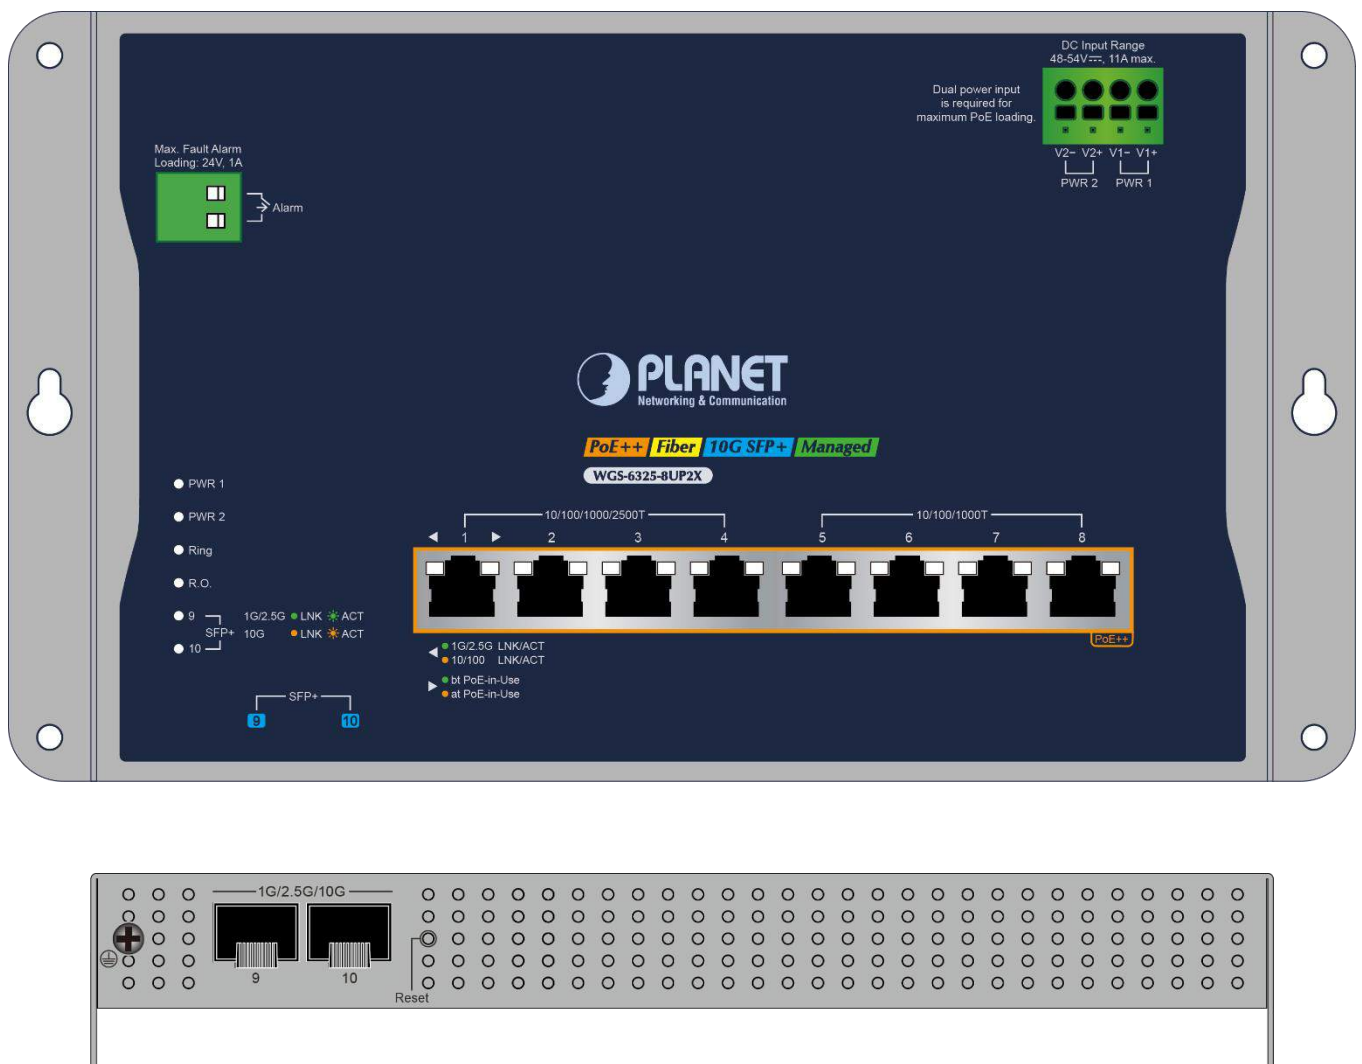 DC Input Range
48-54V⎓, 11A max.
Dual power input
is required for
maximum PoE loading.
V2− V2+ V1− V1+
PWR 2 PWR 1
Max. Fault Alarm
Loading: 24V, 1A
Alarm
PLANET
Networking & Communication
PoE++ Fiber 10G SFP+ Managed
WGS-6325-8UP2X
PWR 1
PWR 2
Ring
R.O.
9
SFP+
10
1G/2.5G LNK ACT
10G LNK ACT
SFP+
9 10
10/100/1000/2500T 10/100/1000T
1 2 3 4 5 6 7 8
PoE++
1G/2.5G LNK/ACT
10/100 LNK/ACT
bt PoE-in-Use
at PoE-in-Use
1G/2.5G/10G
9 10
Reset